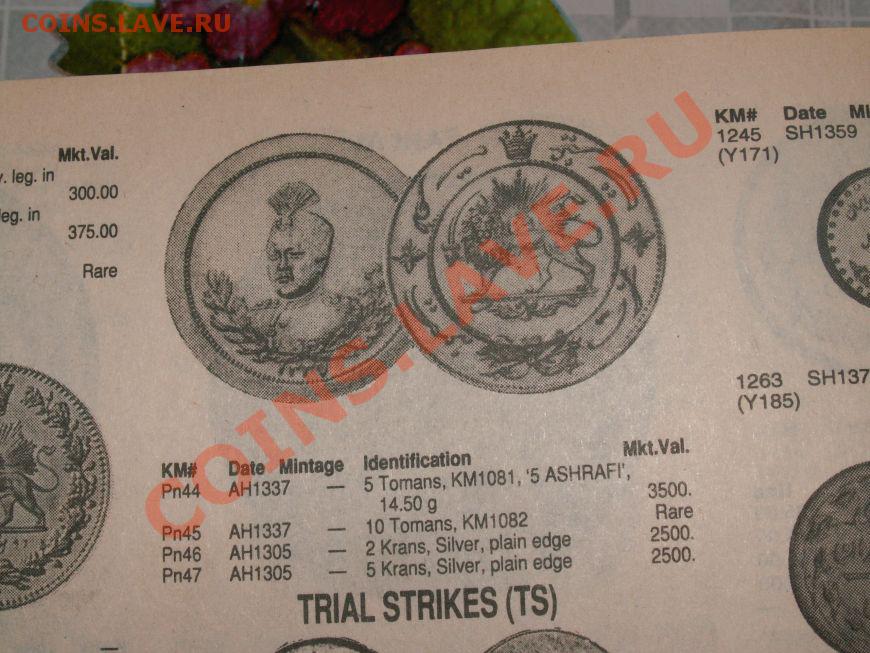 COINS.LAVE.RU
Mkt.Val.
leg. in
300.00
leg. in
375.00
Rare
KM# Date
1245 SH1359
(Y171)
COINS.LAVE.RU
1263 SH137
(Y185)
KM# Date Mintage Identification Mkt.Val.
Pn44 AH1337 — 5 Tomans, KM1081, '5 ASHRAFI',
14.50 g 3500.
Pn45 AH1337 — 10 Tomans, KM1082 Rare
Pn46 AH1305 — 2 Krans, Silver, plain edge 2500.
Pn47 AH1305 — 5 Krans, Silver, plain edge 2500.
TRIAL STRIKES (TS)